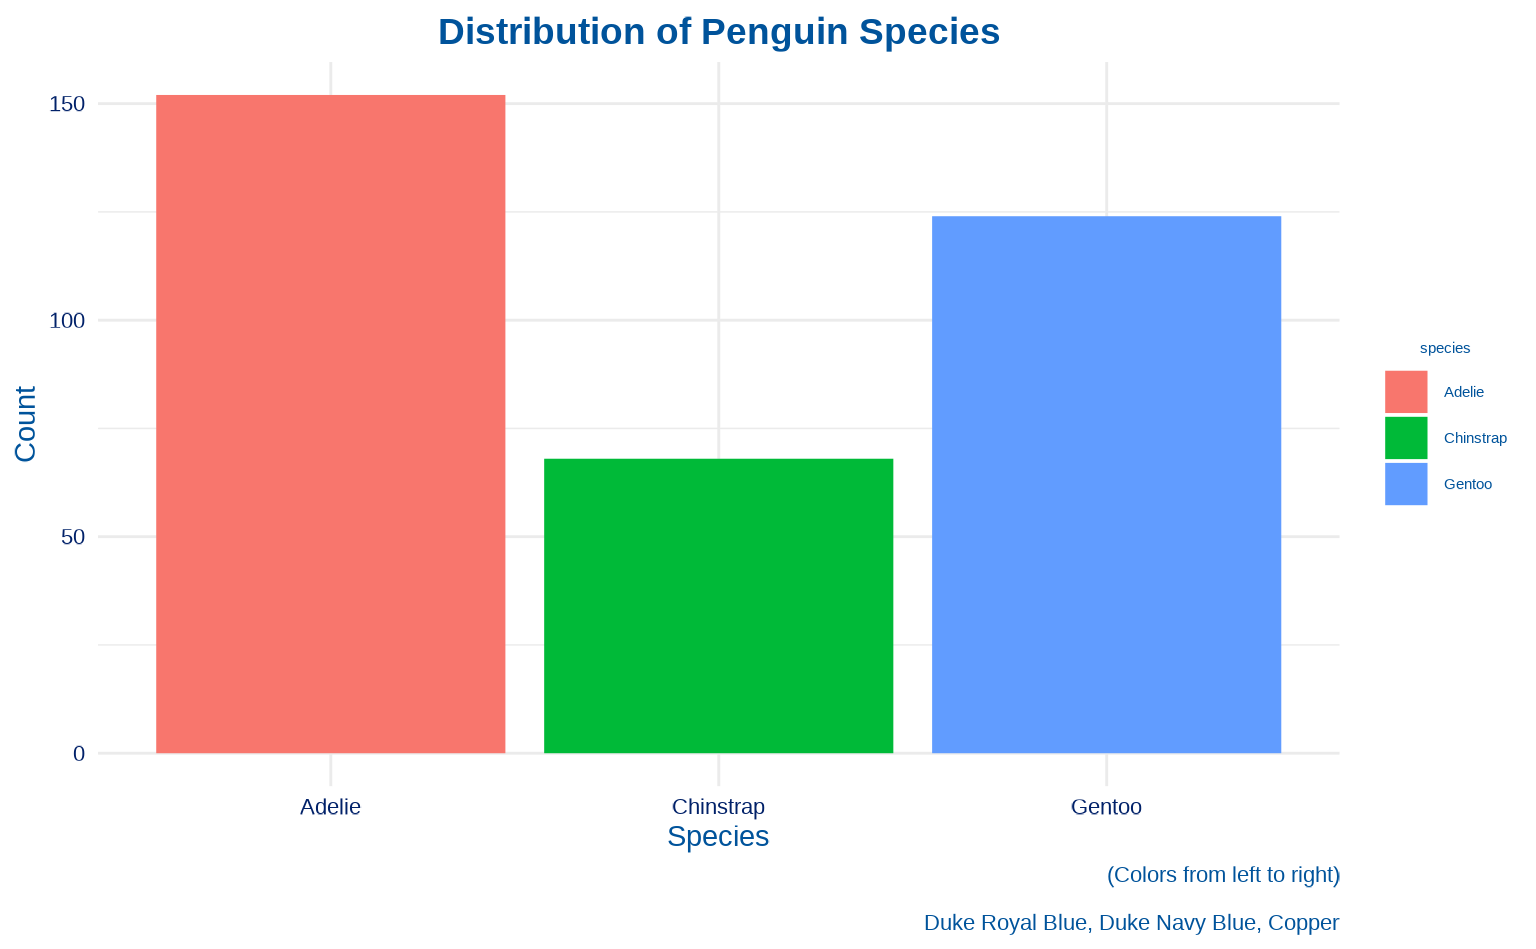 Distribution of Penguin Species
150
100
50
0
Count
Adelie
Chinstrap
Gentoo
Species
species
Adelie
Chinstrap
Gentoo
(Colors from left to right)
Duke Royal Blue, Duke Navy Blue, Copper